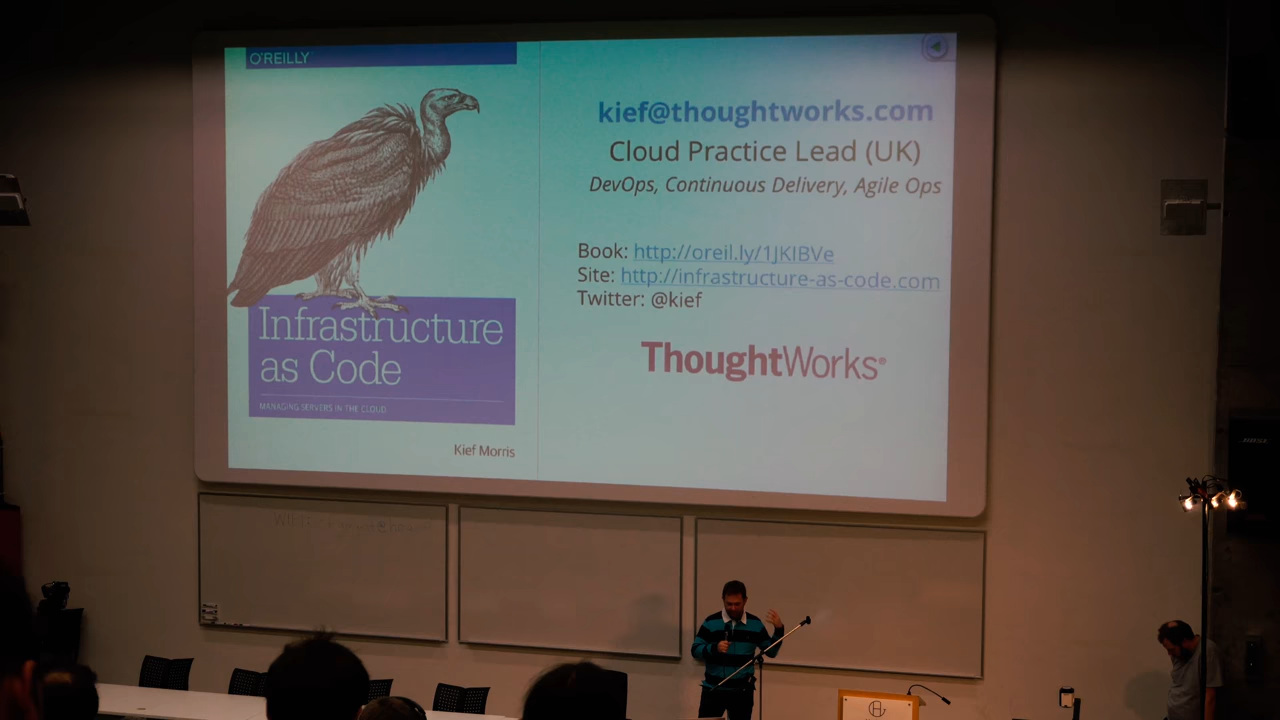 O'REILLY
Infrastructure
as Code
MANAGING SERVERS IN THE CLOUD
Kief Morris
kief@thoughtworks.com
Cloud Practice Lead (UK)
DevOps, Continuous Delivery, Agile Ops
Book: http://oreil.ly/1JKIBVe
Site: http://infrastructure-as-code.com
Twitter: @kief
ThoughtWorks®
BOSE